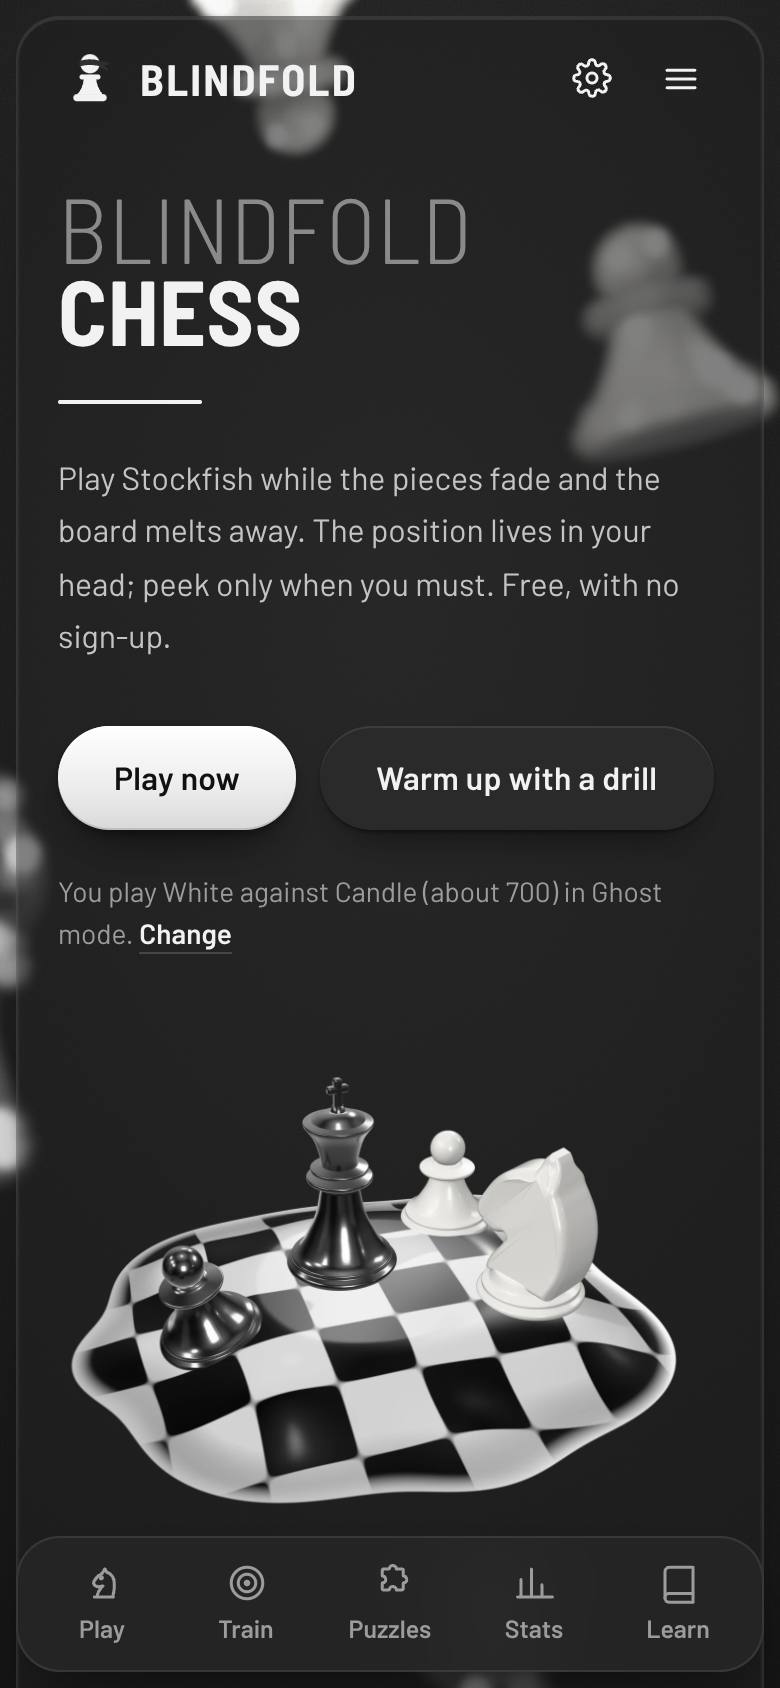 BLINDFOLD
BLINDFOLD
CHESS
Play Stockfish while the pieces fade and the
board melts away. The position lives in your
head; peek only when you must. Free, with no
sign-up.
Play now
Warm up with a drill
You play White against Candle (about 700) in Ghost
mode. Change
Play
Train
Puzzles
Stats
Learn